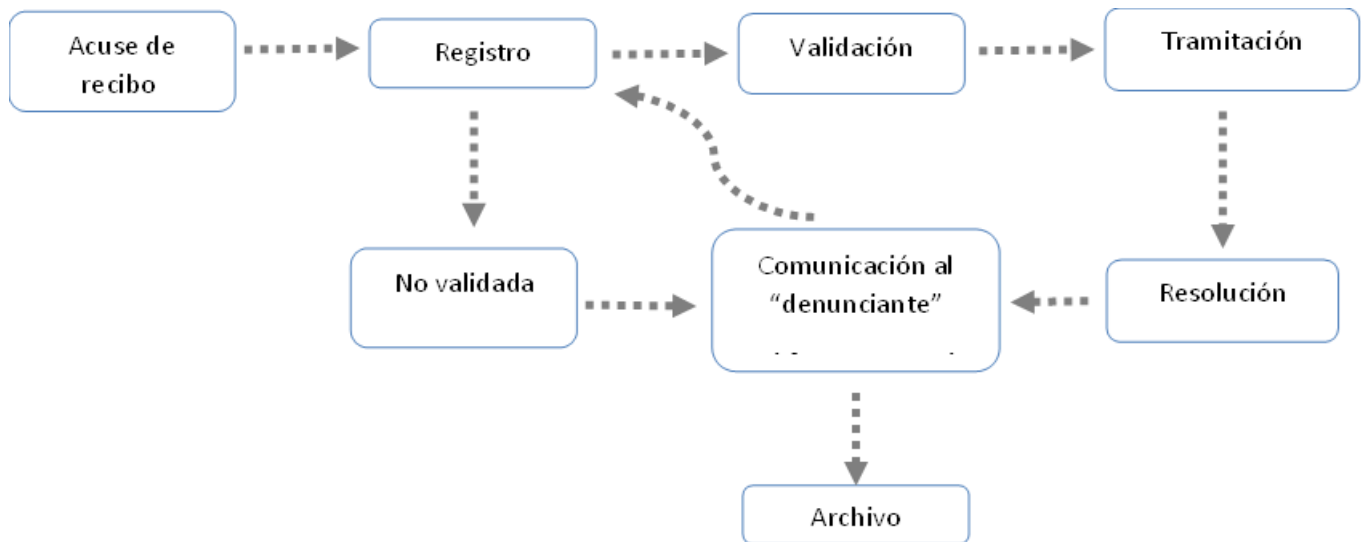 Acuse de
recibo
Registro
Validación
Tramitación
No validada
Comunicación al
“denunciante”
Resolución
Archivo